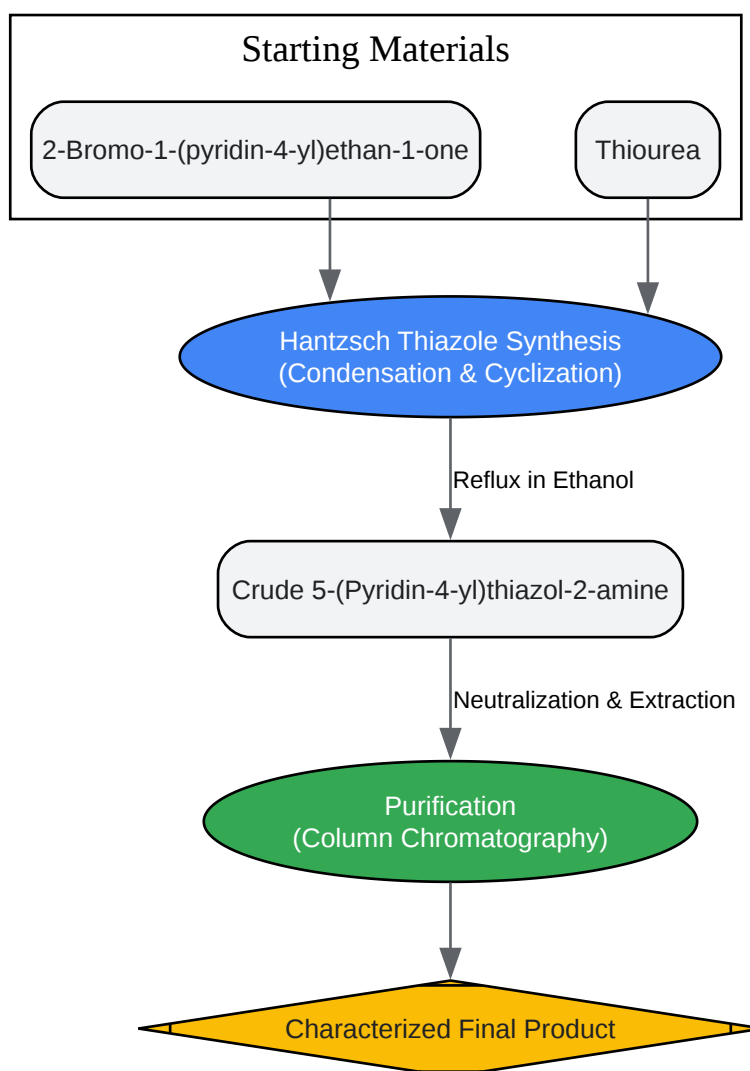 Starting Materials
2-Bromo-1-(pyridin-4-yl)ethan-1-one
Thiourea
Hantzsch Thiazole Synthesis
(Condensation & Cyclization)
Reflux in Ethanol
Crude 5-(Pyridin-4-yl)thiazol-2-amine
Neutralization & Extraction
Purification
(Column Chromatography)
Characterized Final Product